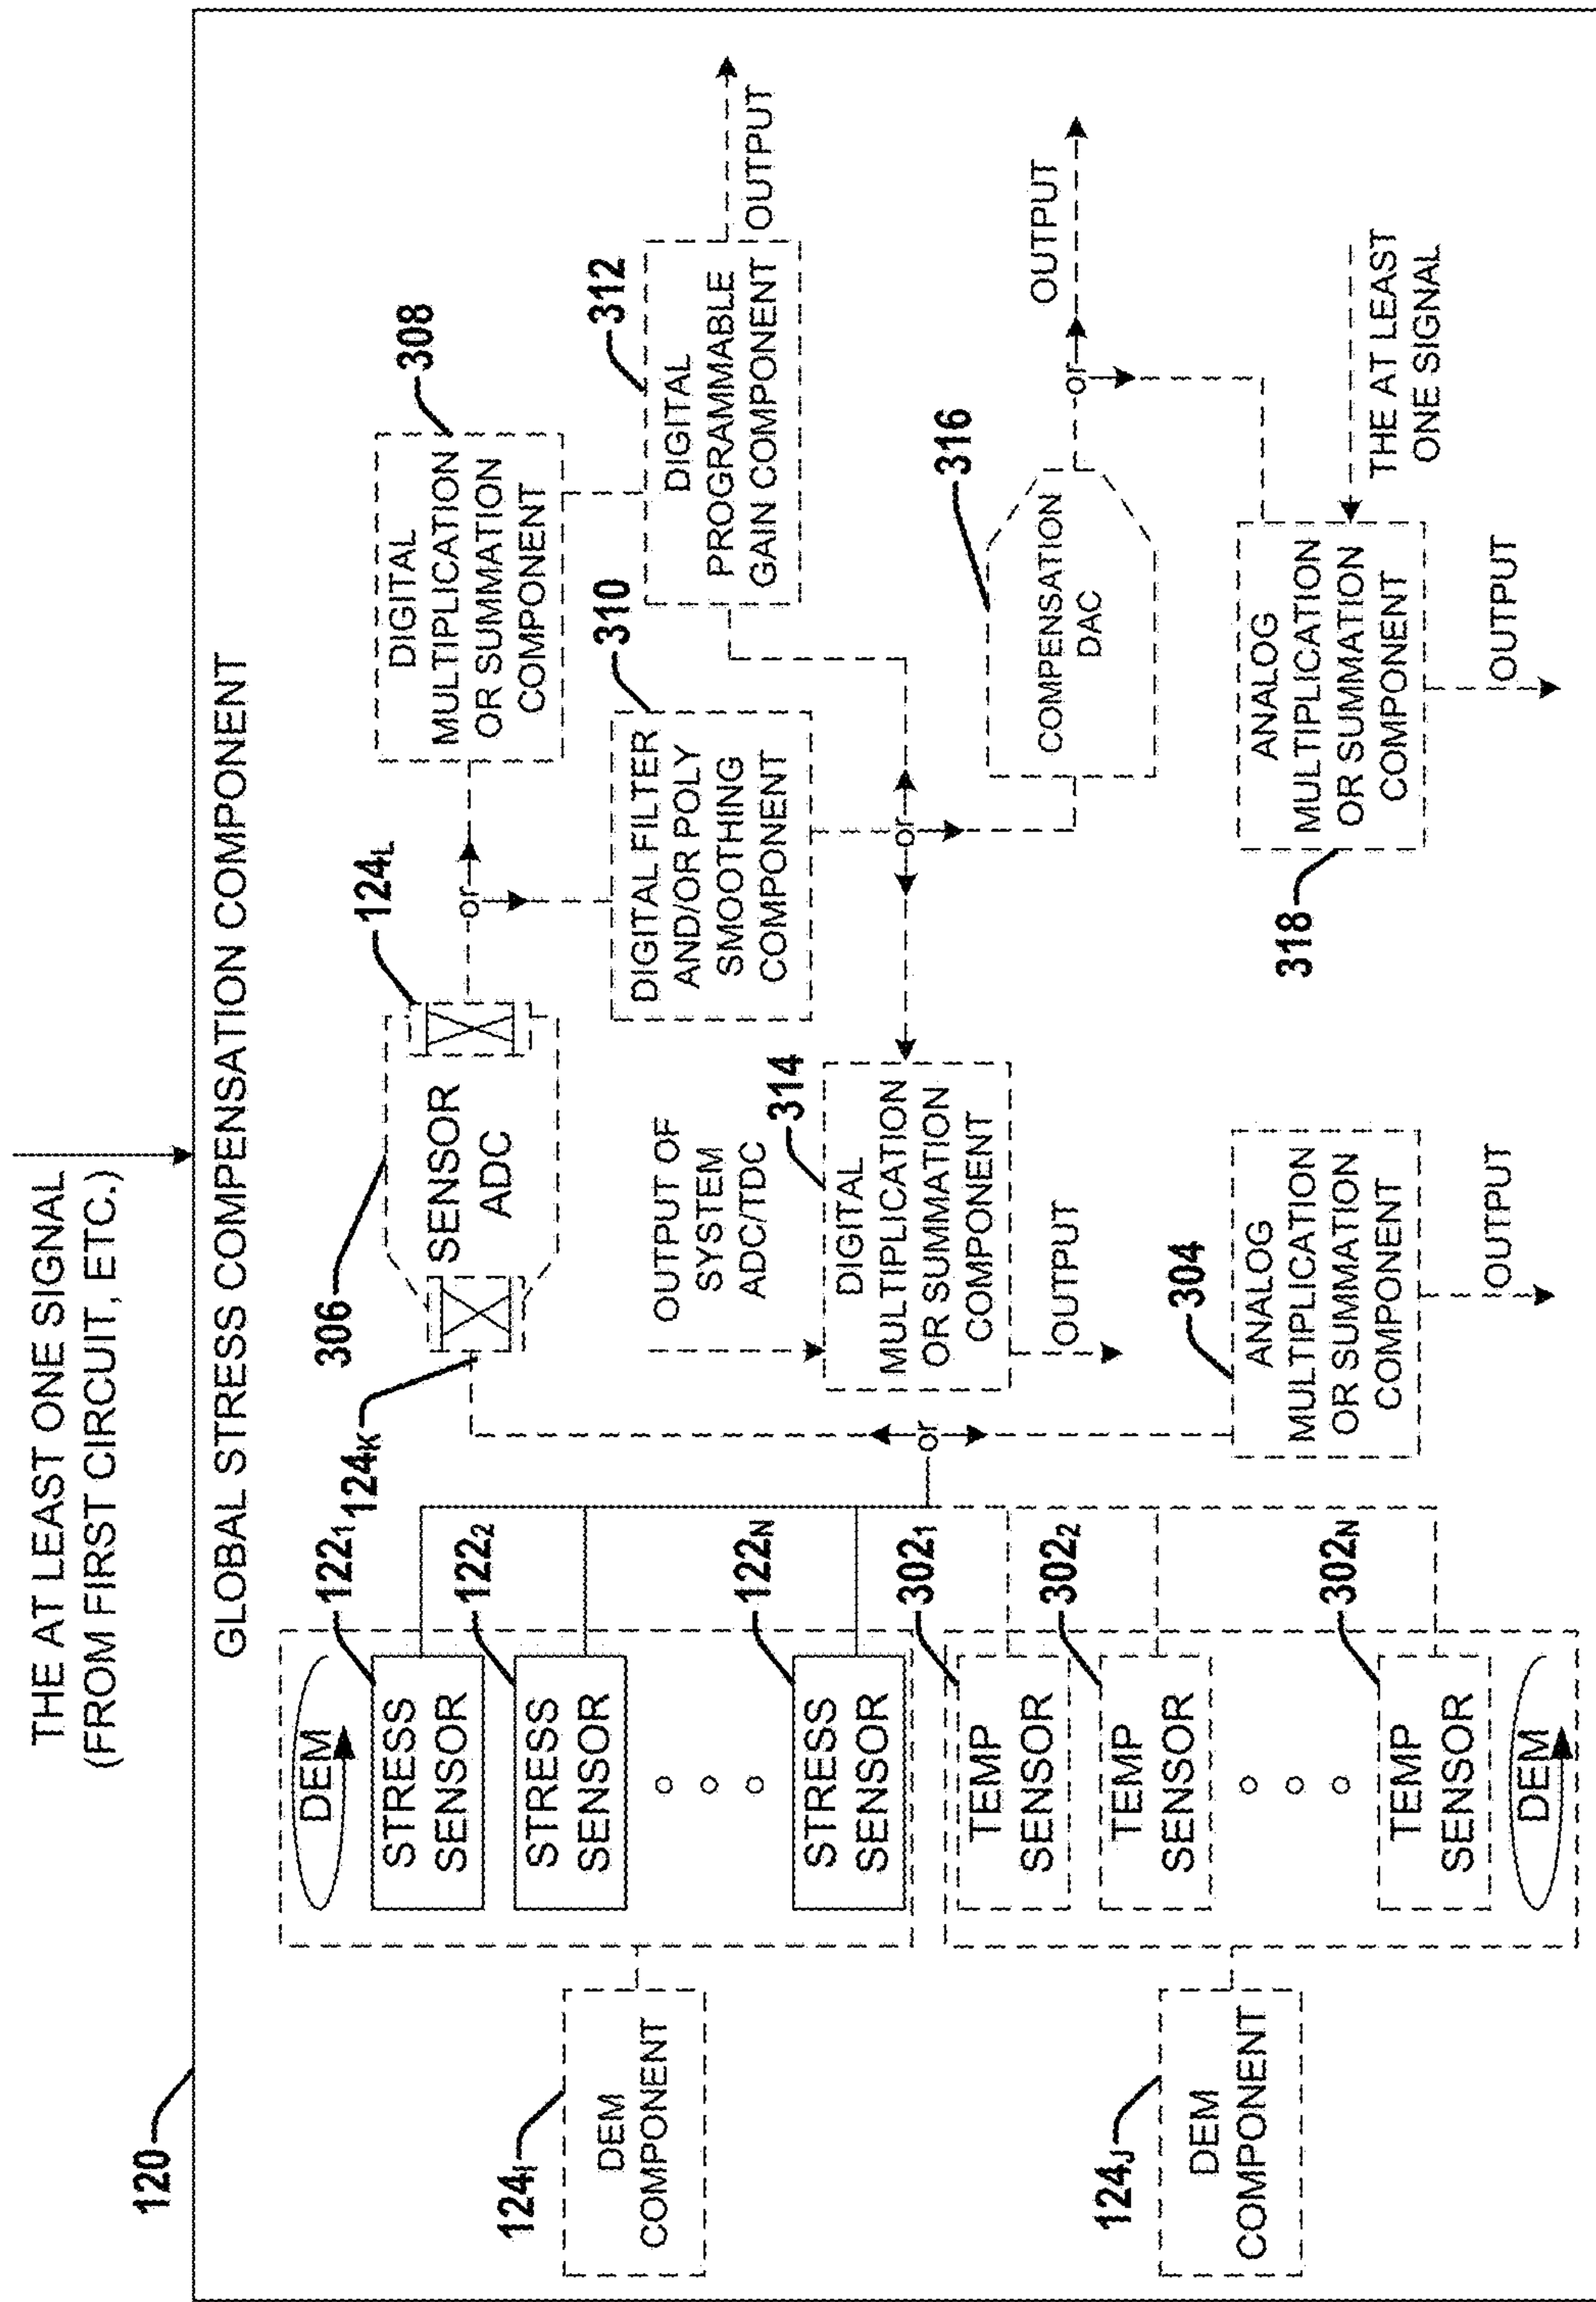 THE AT LEAST ONE SIGNAL
(FROM FIRST CIRCUIT, ETC.)
120
GLOBAL STRESS COMPENSATION COMPONENT
124I
DEM
COMPONENT
124J
DEM
COMPONENT
DEM
122₁
STRESS
SENSOR
122₂
STRESS
SENSOR
122N
STRESS
SENSOR
302₁
TEMP
SENSOR
302₂
TEMP
SENSOR
302N
TEMP
SENSOR
DEM
or
124K
306
SENSOR
ADC
124L
or
308
DIGITAL
MULTIPLICATION
OR SUMMATION
COMPONENT
310
DIGITAL FILTER
AND/OR POLY
SMOOTHING
COMPONENT
312
DIGITAL
PROGRAMMABLE
GAIN COMPONENT
OUTPUT
OUTPUT OF
SYSTEM
ADC/TDC
314
DIGITAL
MULTIPLICATION
OR SUMMATION
COMPONENT
OUTPUT
or
316
COMPENSATION
DAC
or
OUTPUT
304
ANALOG
MULTIPLICATION
OR SUMMATION
COMPONENT
OUTPUT
318
ANALOG
MULTIPLICATION
OR SUMMATION
COMPONENT
THE AT LEAST
ONE SIGNAL
OUTPUT